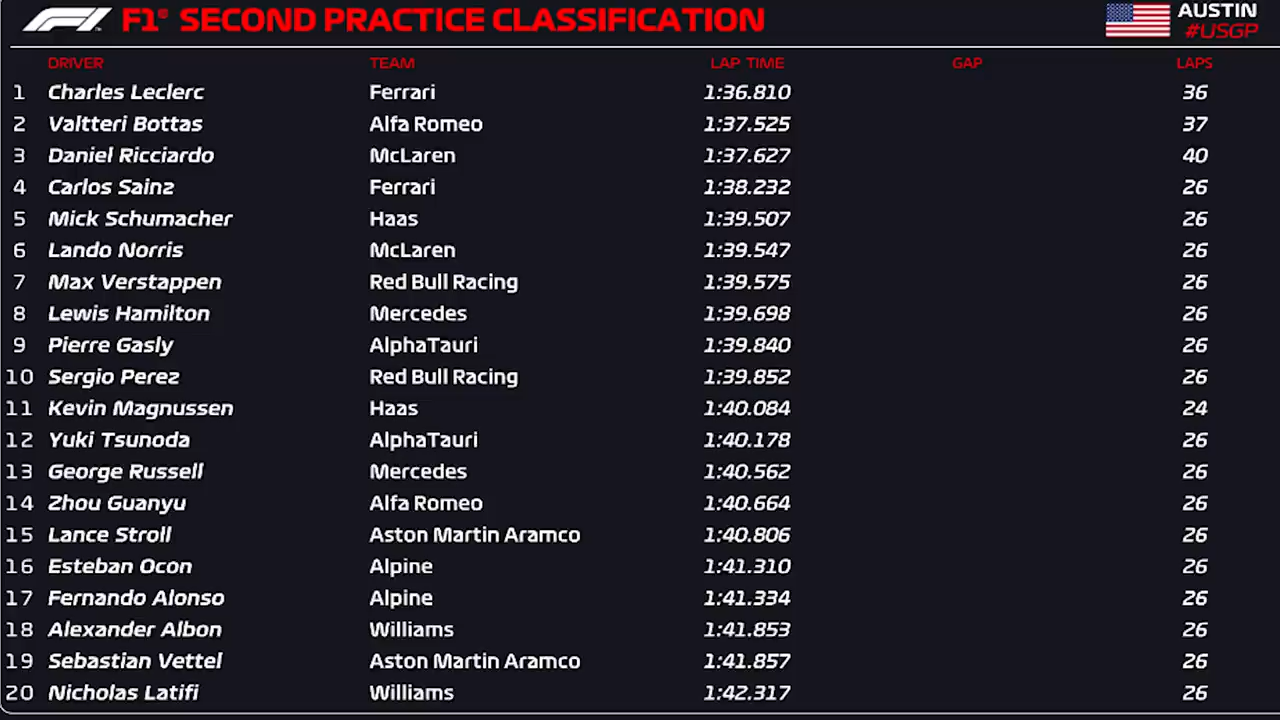 F1 F1® SECOND PRACTICE CLASSIFICATION AUSTIN
#USGP
DRIVER TEAM LAP TIME GAP LAPS
1 Charles Leclerc Ferrari 1:36.810 36
2 Valtteri Bottas Alfa Romeo 1:37.525 37
3 Daniel Ricciardo McLaren 1:37.627 40
4 Carlos Sainz Ferrari 1:38.232 26
5 Mick Schumacher Haas 1:39.507 26
6 Lando Norris McLaren 1:39.547 26
7 Max Verstappen Red Bull Racing 1:39.575 26
8 Lewis Hamilton Mercedes 1:39.698 26
9 Pierre Gasly AlphaTauri 1:39.840 26
10 Sergio Perez Red Bull Racing 1:39.852 26
11 Kevin Magnussen Haas 1:40.084 24
12 Yuki Tsunoda AlphaTauri 1:40.178 26
13 George Russell Mercedes 1:40.562 26
14 Zhou Guanyu Alfa Romeo 1:40.664 26
15 Lance Stroll Aston Martin Aramco 1:40.806 26
16 Esteban Ocon Alpine 1:41.310 26
17 Fernando Alonso Alpine 1:41.334 26
18 Alexander Albon Williams 1:41.853 26
19 Sebastian Vettel Aston Martin Aramco 1:41.857 26
20 Nicholas Latifi Williams 1:42.317 26